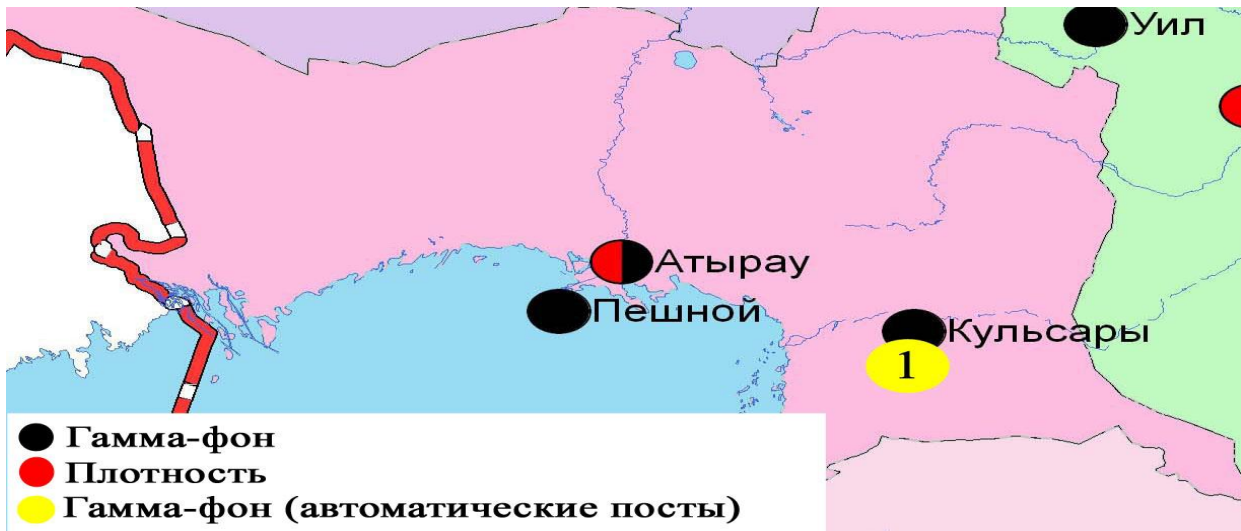 Уил
Атырау
Пешной
Кульсары
1
Гамма-фон
Плотность
Гамма-фон (автоматические посты)